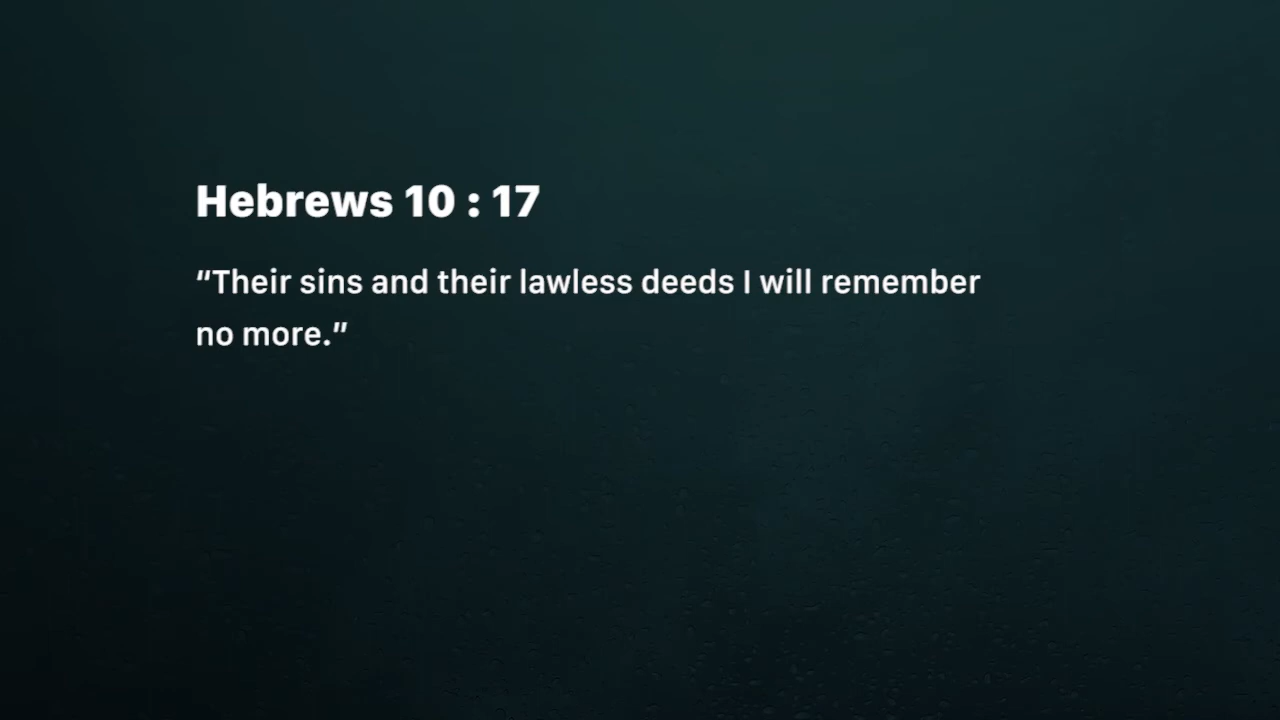 Hebrews 10 : 17
“Their sins and their lawless deeds I will remember
no more.”